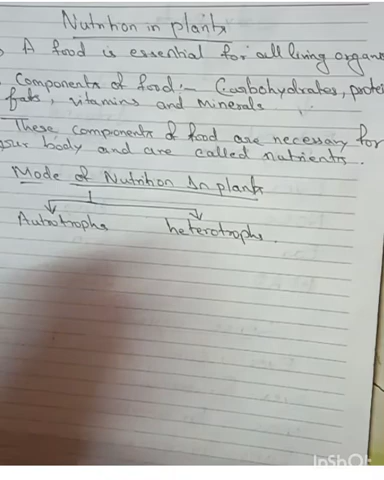 Nutrition in plants
A food is essential for all living organs
Components of food :- Carbohydrates, protei
fats, vitamins and minerals
These components of food are necessary for
our body and are called nutrients.
Mode of Nutrition In plants
Autotrophs heterotrophs.
InShOt